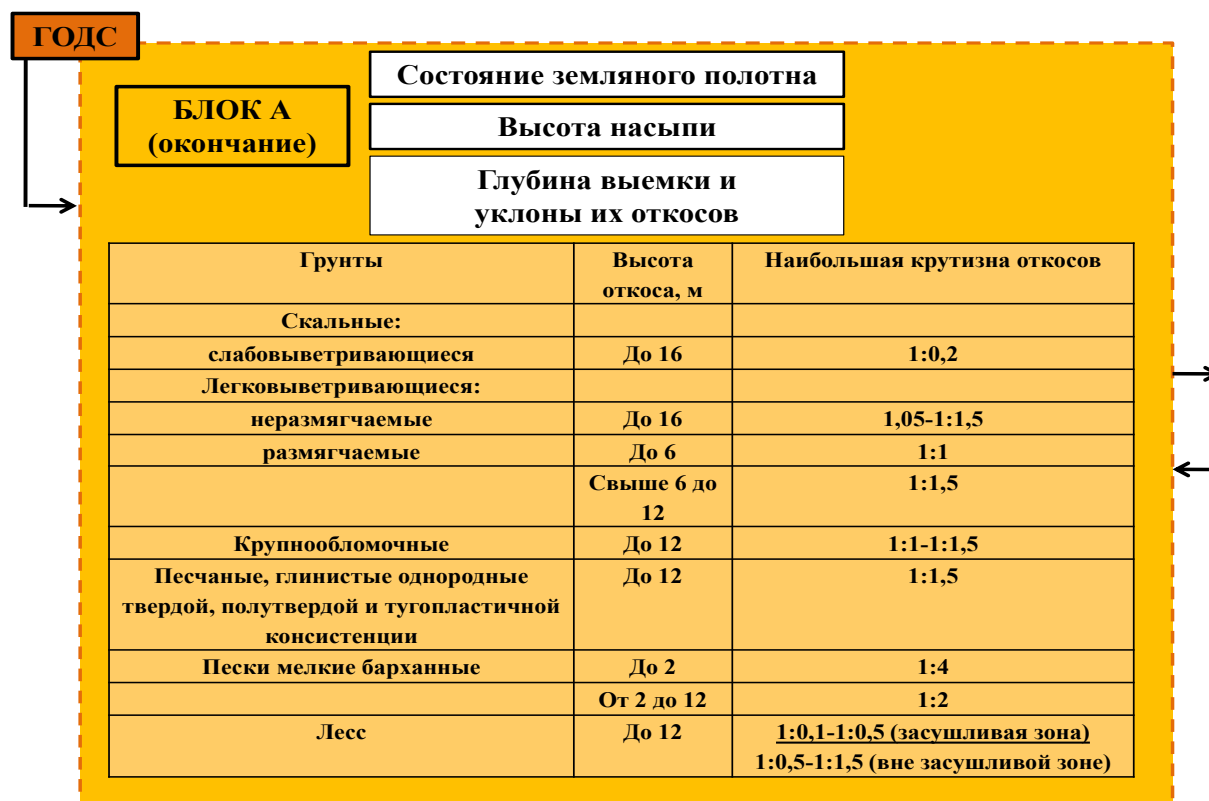 ГОДС
Состояние земляного полотна
БЛОК А
(окончание)
Высота насыпи
Глубина выемки и
уклоны их откосов
Грунты
Высота
откоса, м
Наибольшая крутизна откосов
Скальные:
слабовыветривающиеся
До 16
1:0,2
Легковыветривающиеся:
неразмягчаемые
До 16
1,05-1:1,5
размягчаемые
До 6
1:1
Свыше 6 до
12
1:1,5
Крупнообломочные
До 12
1:1-1:1,5
Песчаные, глинистые однородные
твердой, полутвердой и тугопластичной
консистенции
До 12
1:1,5
Пески мелкие барханные
До 2
1:4
От 2 до 12
1:2
Лесс
До 12
1:0,1-1:0,5 (засушливая зона)
1:0,5-1:1,5 (вне засушливой зоне)